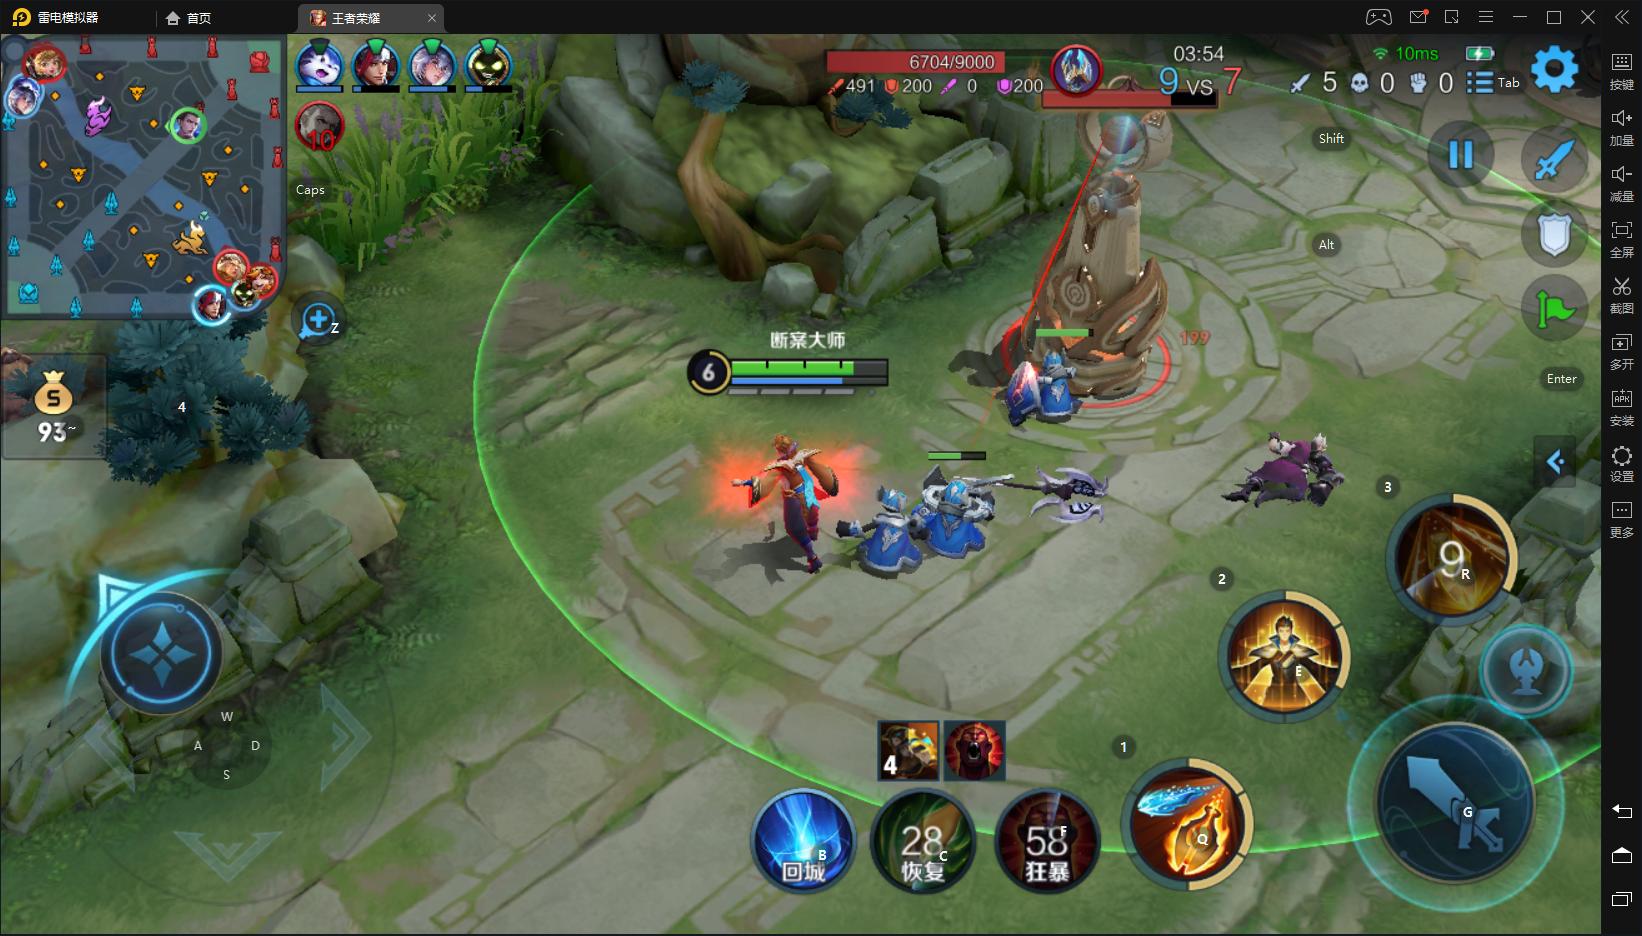 雷电模拟器
首页
王者荣耀
6704/9000
491 200 0 200
03:54
9 VS 7
10ms
5 0 0 Tab
10
Caps
Shift
Alt
Enter
按键
加量
减量
全屏
截图
多开
安装
设置
更多
APK
Z
S
93~
4
断案大师
6
199
3
9
R
2
E
W
A D
S
4
1
Q
G
B
回城
28
C
恢复
58
F
狂暴